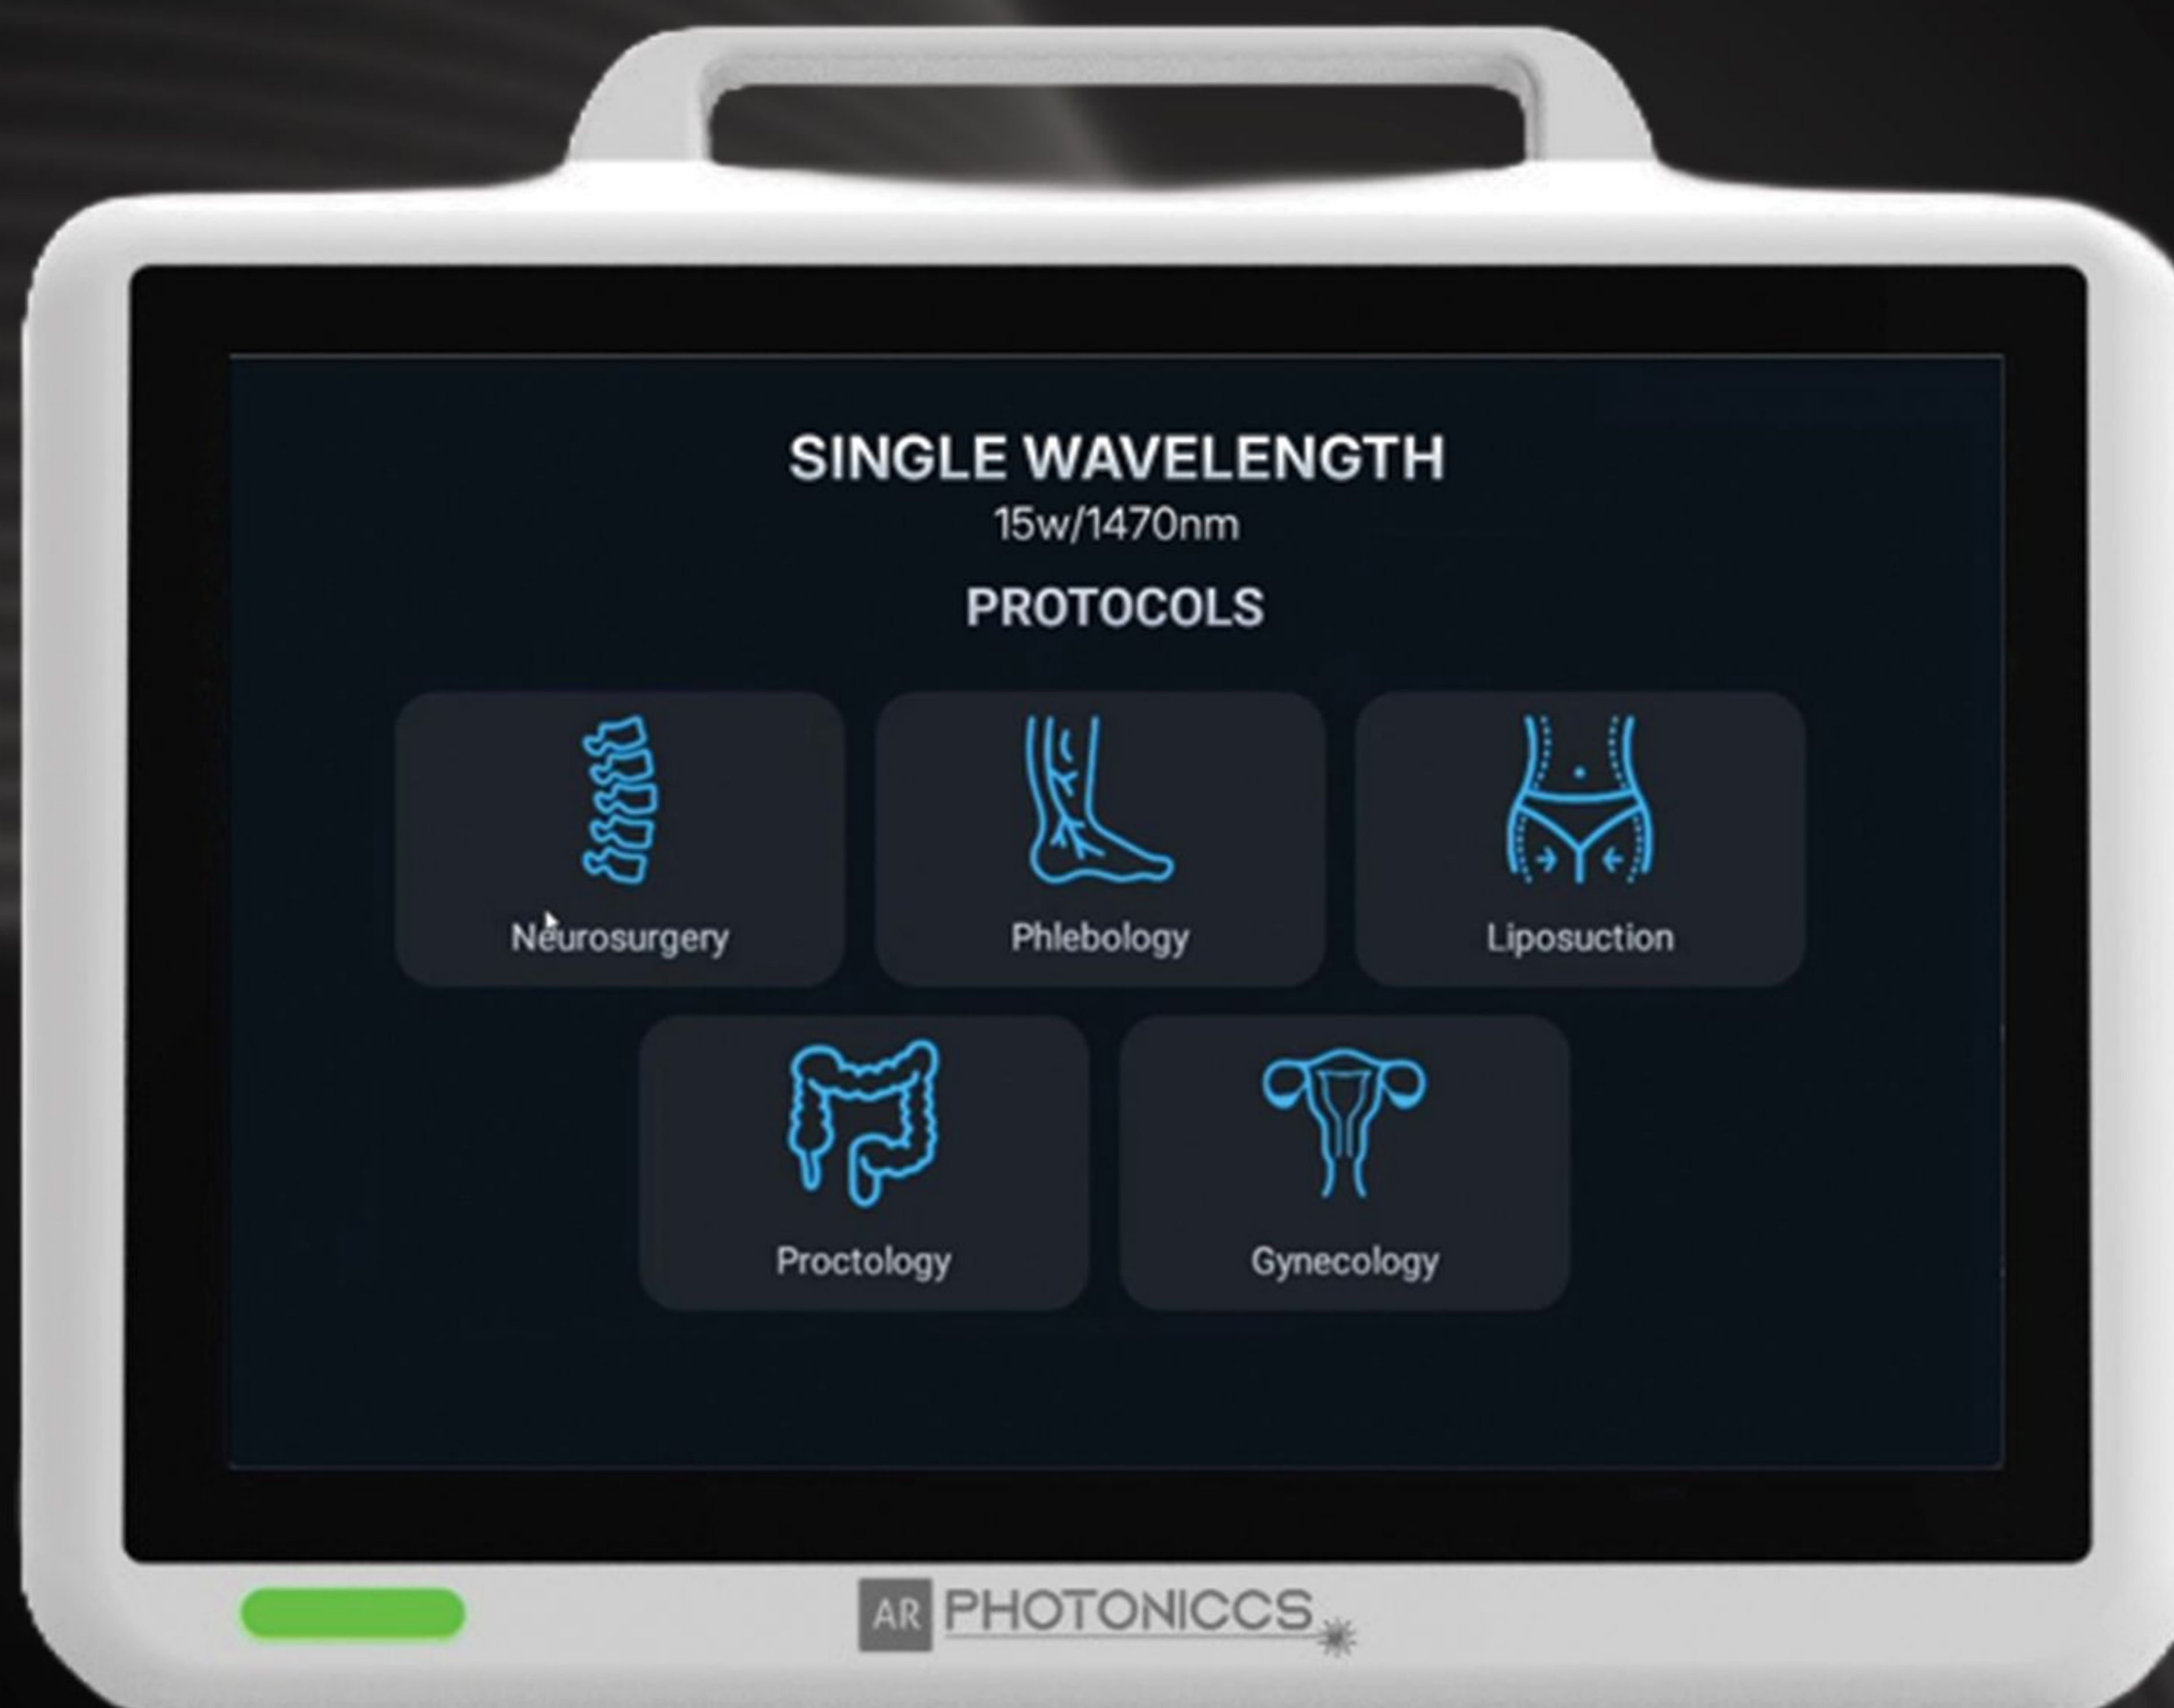 SINGLE WAVELENGTH
15w/1470nm
PROTOCOLS
Neurosurgery
Phlebology
Liposuction
Proctology
Gynecology
AR PHOTONICCS